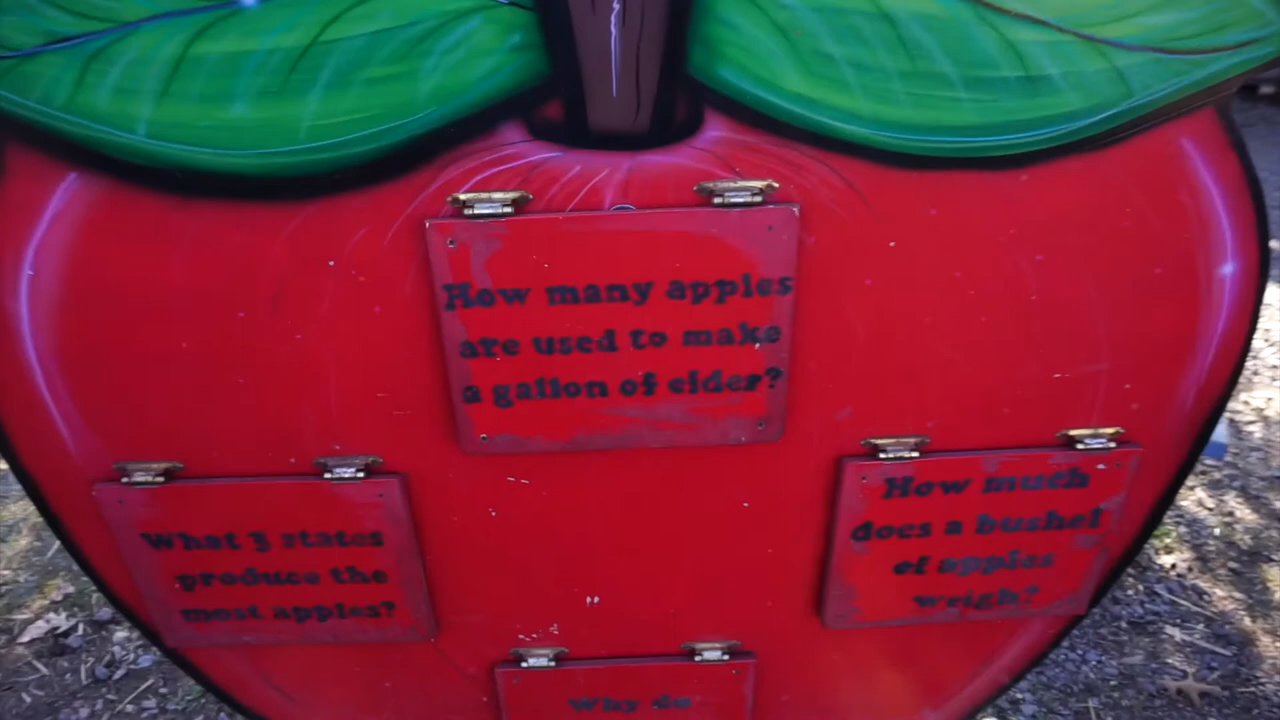 How many apples
are used to make
a gallon of cider?
What 3 states
produce the
most apples?
How much
does a bushel
of apples
weigh?
Why do